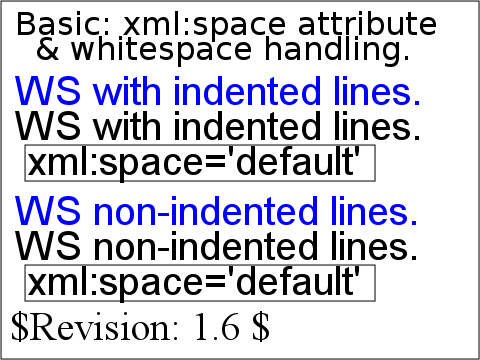 Basic: xml:space attribute
& whitespace handling.
WS with indented lines.
WS with indented lines.
xml:space='default'
WS non-indented lines.
WS non-indented lines.
xml:space='default'
$Revision: 1.6 $